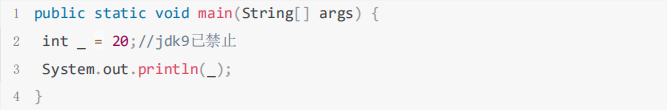 1 public static void main(String[] args) {
2 int _ = 20;//jdk9已禁止
3 System.out.println(_);
4 }